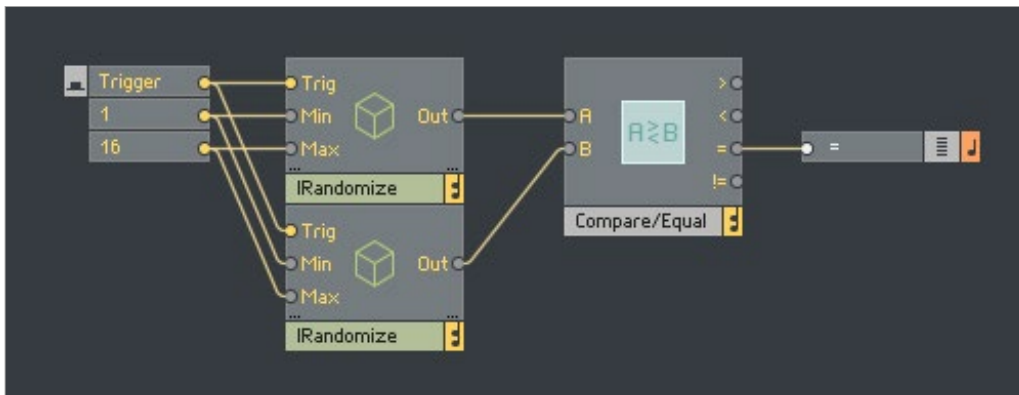 Trigger
1
16
Trig
Min
Max
Out
...
...
IRandomize
Trig
Min
Max
Out
...
...
IRandomize
A
B
A≷B
>
<
=
!=
Compare/Equal
=